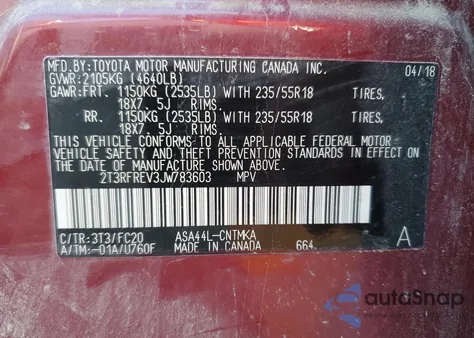 MFD.BY:TOYOTA MOTOR MANUFACTURING CANADA INC. 04/18
GVWR:2105KG (4640LB)
GAWR:FRT. 1150KG (2535LB) WITH 235/55R18 TIRES,
18X7.5J RIMS.
RR. 1150KG (2535LB) WITH 235/55R18 TIRES,
18X7.5J RIMS.
THIS VEHICLE CONFORMS TO ALL APPLICABLE FEDERAL MOTOR
VEHICLE SAFETY AND THEFT PREVENTION STANDARDS IN EFFECT
ON THE DATE OF MANUFACTURE SHOWN ABOVE.
2T3RFREV3JW783603 MPV
C/TR:3T3/FC20 ASA44L-CNTMKA
A/TM:-01A/U760F MADE IN CANADA 664. A
autoSnap